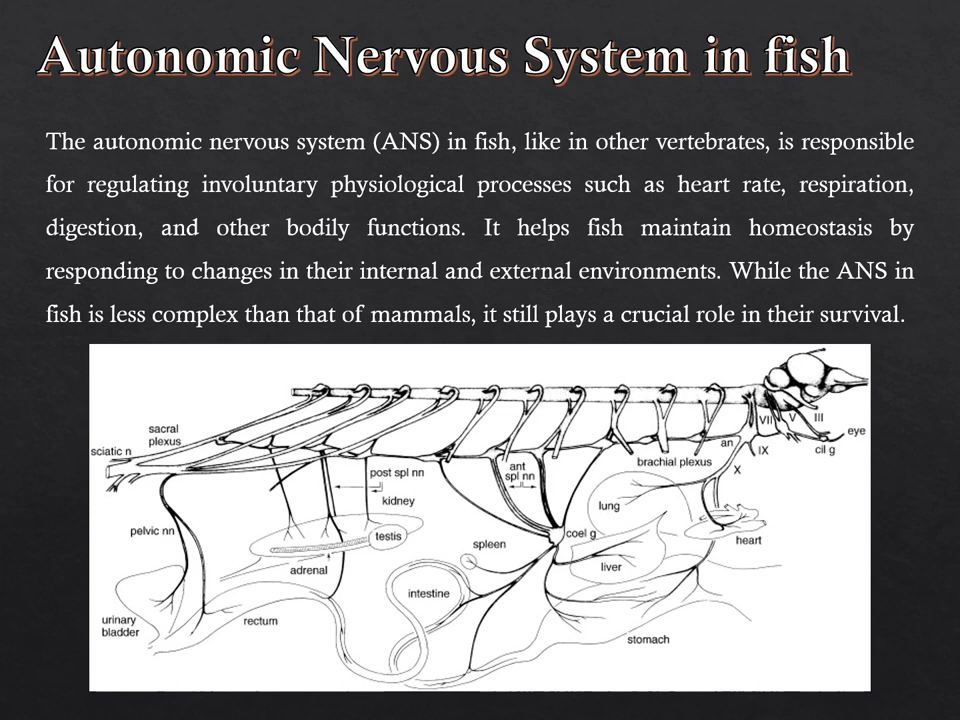 Autonomic Nervous System in fish
The autonomic nervous system (ANS) in fish, like in other vertebrates, is responsible
for regulating involuntary physiological processes such as heart rate, respiration,
digestion, and other bodily functions. It helps fish maintain homeostasis by
responding to changes in their internal and external environments. While the ANS in
fish is less complex than that of mammals, it still plays a crucial role in their survival.
sciatic n
sacral
plexus
VII
V
III
eye
cil g
IX
an
X
brachial plexus
post spl nn
ant
spl nn
kidney
lung
pelvic nn
testis
spleen
coel g
heart
adrenal
liver
intestine
urinary
bladder
rectum
stomach